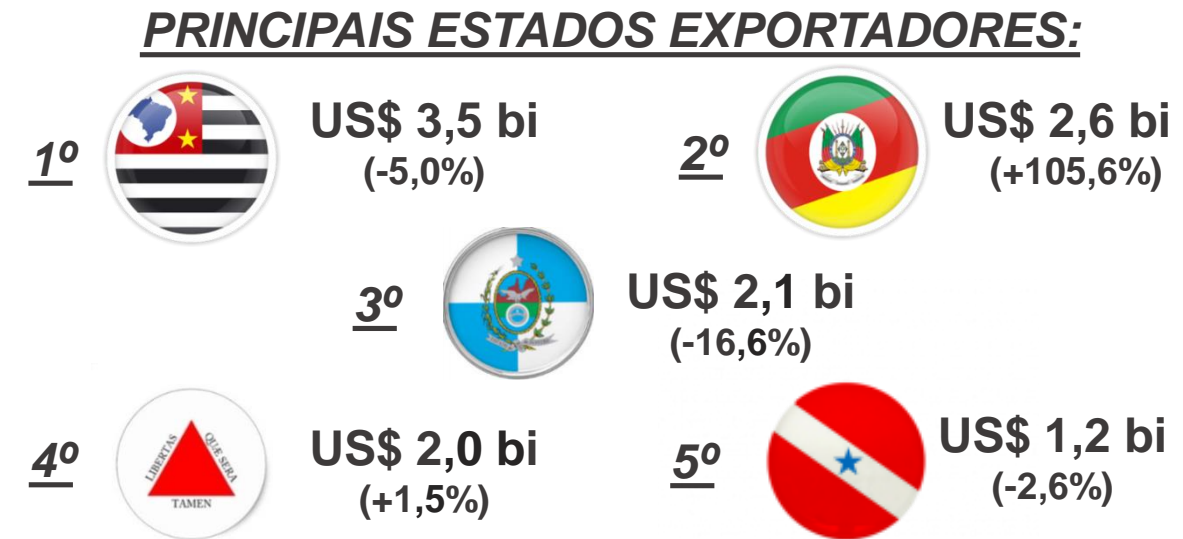 PRINCIPAIS ESTADOS EXPORTADORES:
1º
US$ 3,5 bi
(-5,0%)
2º
US$ 2,6 bi
(+105,6%)
3º
US$ 2,1 bi
(-16,6%)
4º
LIBERTAS
QUÆ SERA
TAMEN
US$ 2,0 bi
(+1,5%)
5º
US$ 1,2 bi
(-2,6%)